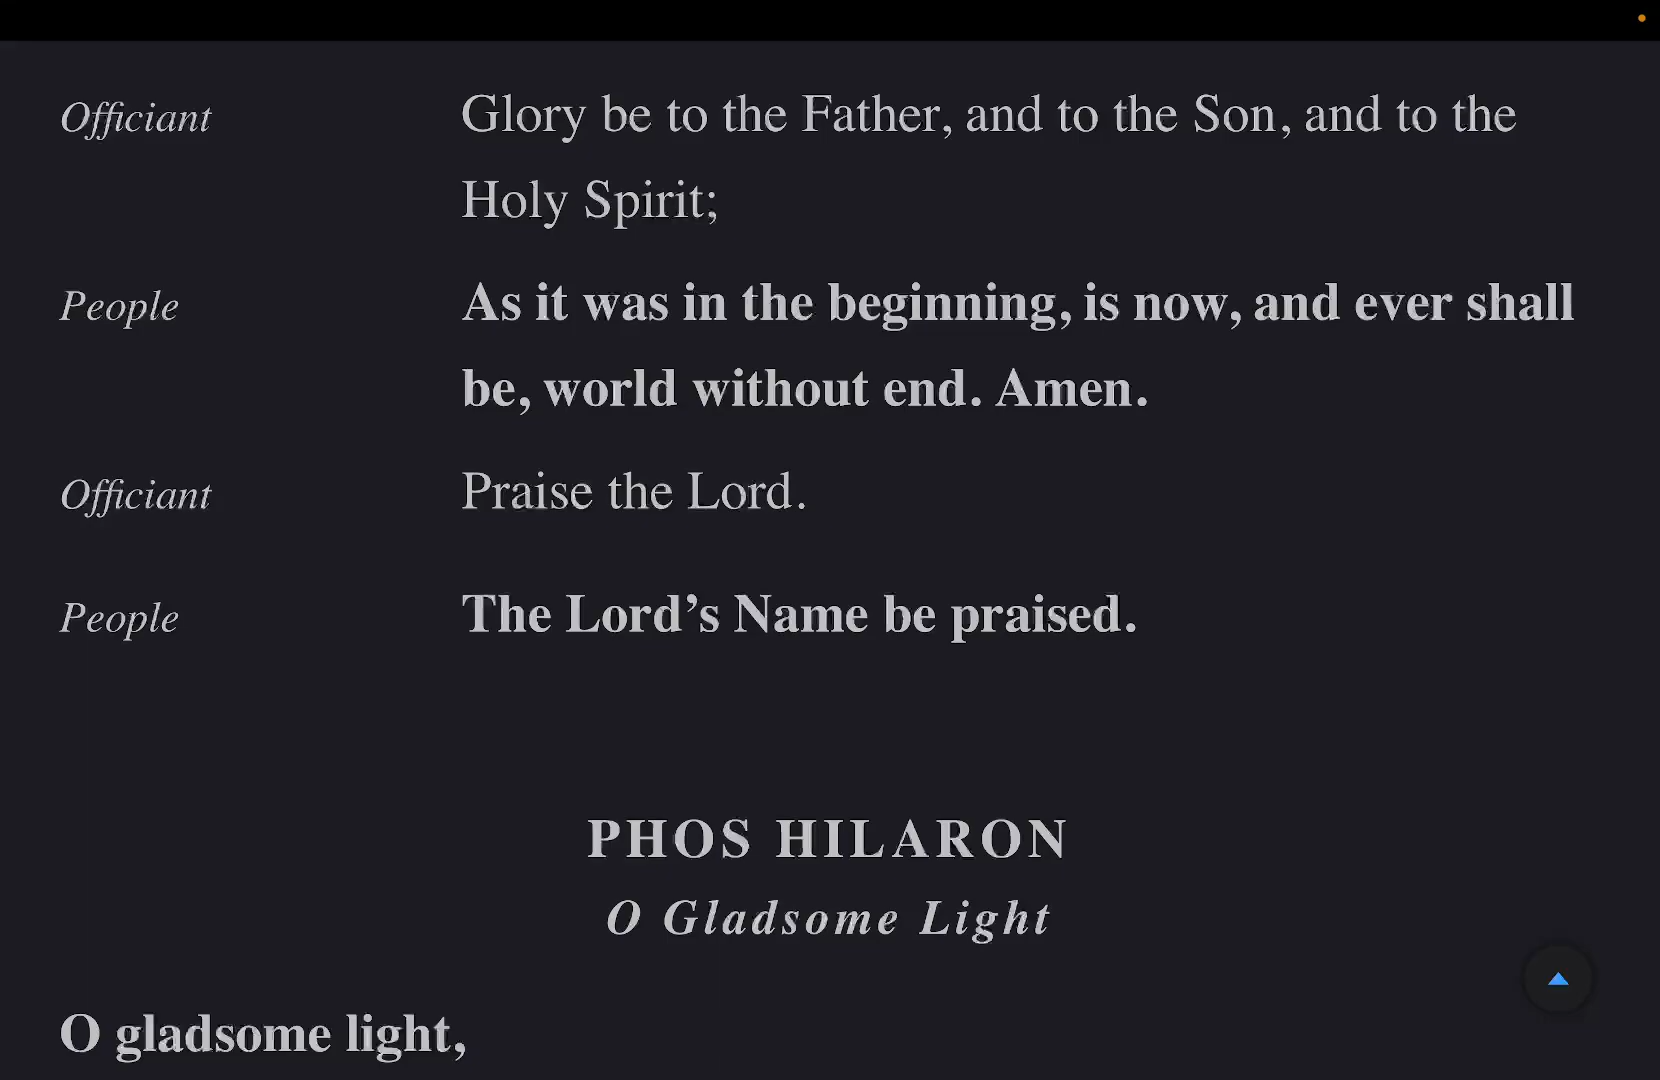 Officiant Glory be to the Father, and to the Son, and to the
Holy Spirit;
People As it was in the beginning, is now, and ever shall
be, world without end. Amen.
Officiant Praise the Lord.
People The Lord’s Name be praised.
PHOS HILARON
O Gladsome Light
O gladsome light,